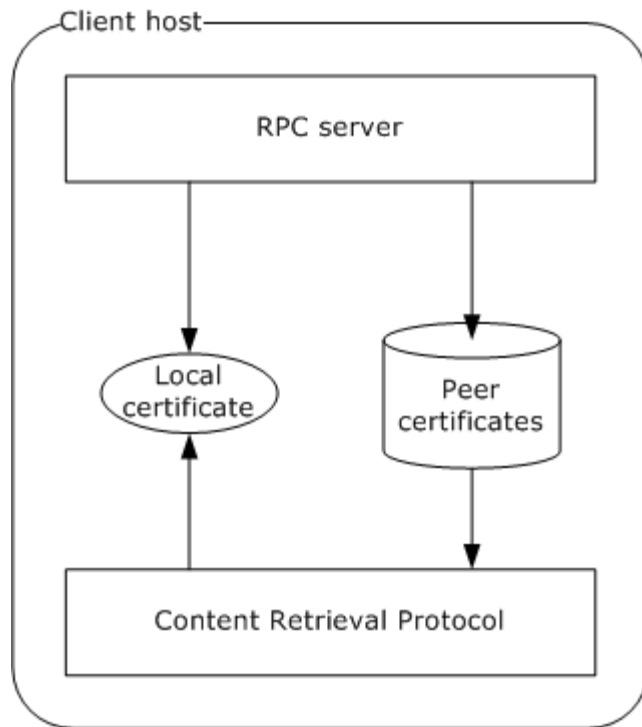 Client host
RPC server
Local
certificate
Peer
certificates
Content Retrieval Protocol